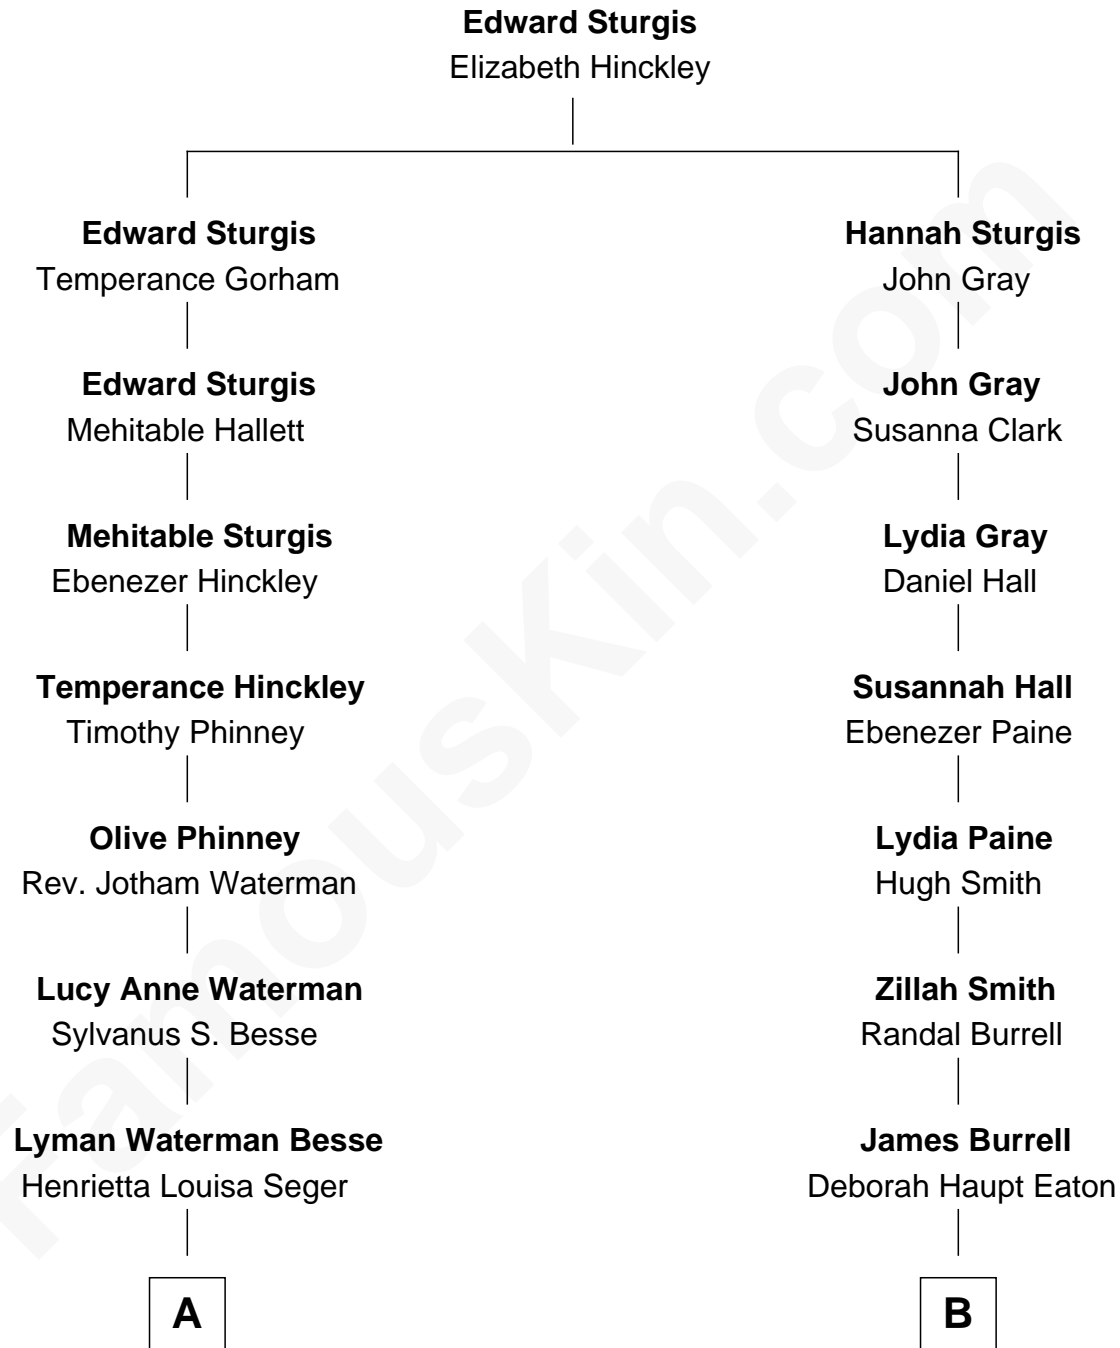 Edward Sturgis
Elizabeth Hinckley
Edward Sturgis
Temperance Gorham
Hannah Sturgis
John Gray
Edward Sturgis
Mehitable Hallett
John Gray
Susanna Clark
Mehitable Sturgis
Ebenezer Hinckley
Lydia Gray
Daniel Hall
Temperance Hinckley
Timothy Phinney
Susannah Hall
Ebenezer Paine
Olive Phinney
Rev. Jotham Waterman
Lydia Paine
Hugh Smith
Lucy Anne Waterman
Sylvanus S. Besse
Zillah Smith
Randal Burrell
Lyman Waterman Besse
Henrietta Louisa Seger
James Burrell
Deborah Haupt Eaton
A
B
FamousKin.com